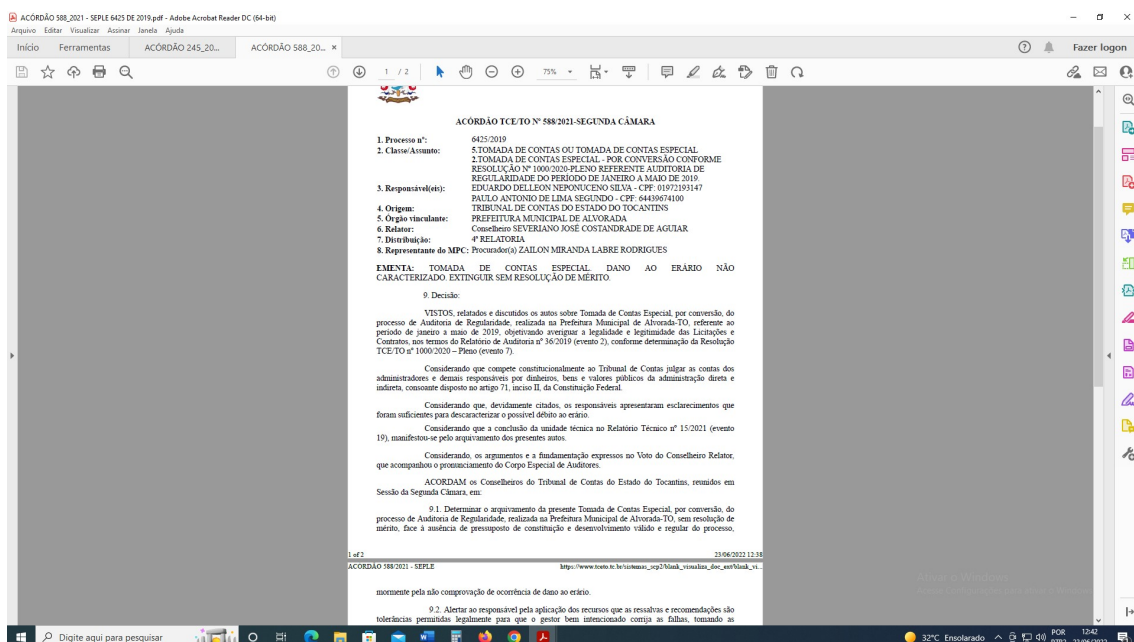 ACÓRDÃO 588_2021 - SEPLE 6425 DE 2019.pdf - Adobe Acrobat Reader DC (64-bit)
Arquivo Editar Visualizar Assinar Janela Ajuda
Início Ferramentas ACÓRDÃO 245_20... ACÓRDÃO 588_20... × Fazer logon
1 / 2 75%
ACÓRDÃO TCE/TO Nº 588/2021-SEGUNDA CÂMARA
1. Processo nº: 6425/2019
2. Classe/Assunto: 5.TOMADA DE CONTAS OU TOMADA DE CONTAS ESPECIAL
2.TOMADA DE CONTAS ESPECIAL - POR CONVERSÃO CONFORME
RESOLUÇÃO Nº 1000/2020-PLENO REFERENTE AUDITORIA DE
REGULARIDADE DO PERÍODO DE JANEIRO A MAIO DE 2019.
3. Responsável(eis): EDUARDO DELLEON NEPONUCENO SILVA - CPF: 01972193147
PAULO ANTONIO DE LIMA SEGUNDO - CPF: 64439674100
4. Origem: TRIBUNAL DE CONTAS DO ESTADO DO TOCANTINS
5. Órgão vinculante: PREFEITURA MUNICIPAL DE ALVORADA
6. Relator: Conselheiro SEVERIANO JOSÉ COSTANDRADE DE AGUIAR
7. Distribuição: 4ª RELATORIA
8. Representante do MPC: Procurador(a) ZAILON MIRANDA LABRE RODRIGUES
EMENTA: TOMADA DE CONTAS ESPECIAL. DANO AO ERÁRIO NÃO
CARACTERIZADO. EXTINGUIR SEM RESOLUÇÃO DE MÉRITO.
9. Decisão:
VISTOS, relatados e discutidos os autos sobre Tomada de Contas Especial, por conversão, do
processo de Auditoria de Regularidade, realizada na Prefeitura Municipal de Alvorada-TO, referente ao
período de janeiro a maio de 2019, objetivando averiguar a legalidade e legitimidade das Licitações e
Contratos, nos termos do Relatório de Auditoria nº 36/2019 (evento 2), conforme determinação da Resolução
TCE/TO nº 1000/2020 – Pleno (evento 7).
Considerando que compete constitucionalmente ao Tribunal de Contas julgar as contas dos
administradores e demais responsáveis por dinheiros, bens e valores públicos da administração direta e
indireta, consoante disposto no artigo 71, inciso II, da Constituição Federal.
Considerando que, devidamente citados, os responsáveis apresentaram esclarecimentos que
foram suficientes para descaracterizar o possível débito ao erário.
Considerando que a conclusão da unidade técnica no Relatório Técnico nº 15/2021 (evento
19), manifestou-se pelo arquivamento dos presentes autos.
Considerando, os argumentos e a fundamentação expressos no Voto do Conselheiro Relator,
que acompanhou o pronunciamento do Corpo Especial de Auditores.
ACORDAM os Conselheiros do Tribunal de Contas do Estado do Tocantins, reunidos em
Sessão da Segunda Câmara, em:
9.1. Determinar o arquivamento da presente Tomada de Contas Especial, por conversão, do
processo de Auditoria de Regularidade, realizada na Prefeitura Municipal de Alvorada-TO, sem resolução de
mérito, face à ausência de pressuposto de constituição e desenvolvimento válido e regular do processo,
1 of 2 23/06/2022 12:38
ACORDÃO 588/2021 - SEPLE https://www.tceto.tc.br/sistemas_scp2/blank_visualiza_doc_ext/blank_vi...
mormente pela não comprovação de ocorrência de dano ao erário.
9.2. Alertar ao responsável pela aplicação dos recursos que as ressalvas e recomendações são
tolerâncias permitidas legalmente para que o gestor bem intencionado corrija as falhas, tomando as
Ativar o Windows
Digite aqui para pesquisar 32°C Ensolarado POR 12:42
PTB2 23/06/2022